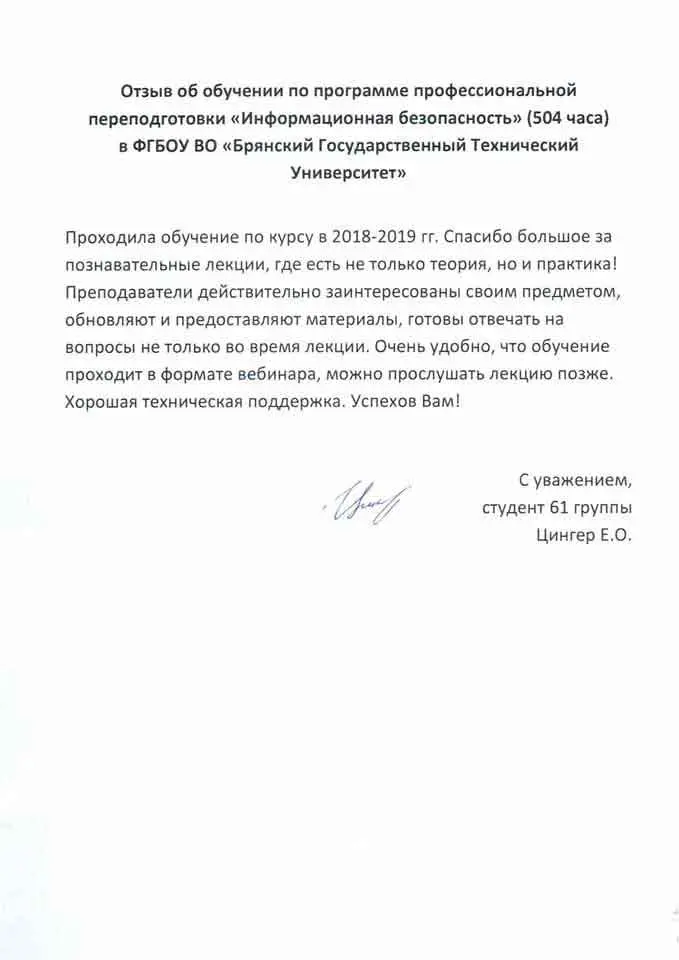 Отзыв об обучении по программе профессиональной
переподготовки «Информационная безопасность» (504 часа)
в ФГБОУ ВО «Брянский Государственный Технический
Университет»
Проходила обучение по курсу в 2018-2019 гг. Спасибо большое за
познавательные лекции, где есть не только теория, но и практика!
Преподаватели действительно заинтересованы своим предметом,
обновляют и предоставляют материалы, готовы отвечать на
вопросы не только во время лекции. Очень удобно, что обучение
проходит в формате вебинара, можно прослушать лекцию позже.
Хорошая техническая поддержка. Успехов Вам!
С уважением,
студент 61 группы
Цингер Е.О.